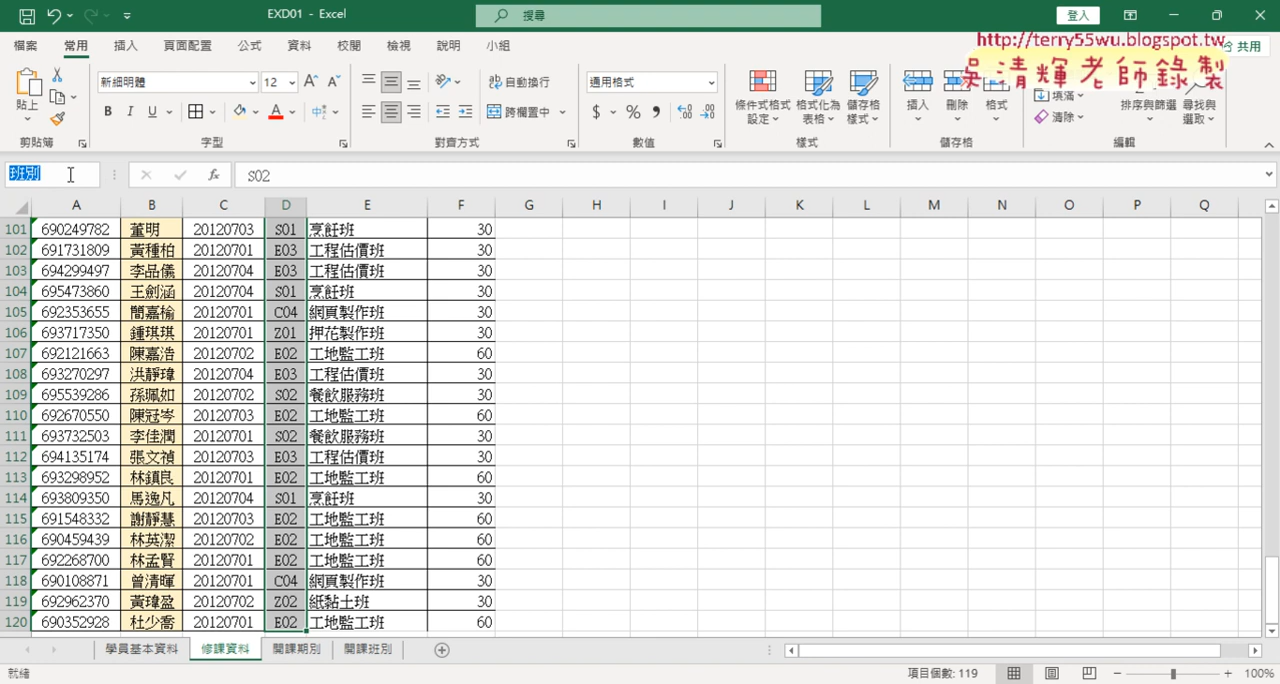 EXD01 - Excel
搜尋
登入
檔案 常用 插入 頁面配置 公式 資料 校閱 檢視 說明 小組 共用
http://terry55wu.blogspot.tw
吳清輝老師錄製
貼上 新細明體 12 自動換行 通用格式 條件式格式設定 格式化為表格 儲存格樣式 插入 刪除 格式 填滿 清除 排序與篩選 尋找與選取
B I U 跨欄置中 $ % 9
剪貼簿 字型 對齊方式 數值 樣式 儲存格 編輯
班別 fx S02
A B C D E F G H I J K L M N O P Q
101 690249782 董明 20120703 S01 烹飪班 30
102 691731809 黃種柏 20120701 E03 工程估價班 30
103 694299497 李品儀 20120704 E03 工程估價班 30
104 695473860 王劍涵 20120704 S01 烹飪班 30
105 692353655 簡嘉榆 20120701 C04 網頁製作班 30
106 693717350 鍾琪琪 20120701 Z01 押花製作班 30
107 692121663 陳嘉浩 20120702 E02 工地監工班 60
108 693270297 洪靜瑋 20120704 E03 工程估價班 30
109 695539286 孫珮如 20120702 S02 餐飲服務班 30
110 692670550 陳冠岑 20120703 E02 工地監工班 60
111 693732503 李佳潤 20120701 S02 餐飲服務班 30
112 694135174 張文禎 20120703 E03 工程估價班 30
113 693298952 林鎮良 20120701 E02 工地監工班 60
114 693809350 馬逸凡 20120704 S01 烹飪班 30
115 691548332 謝靜慧 20120703 E02 工地監工班 60
116 690459439 林英潔 20120702 E02 工地監工班 60
117 692268700 林孟賢 20120701 E02 工地監工班 60
118 690108871 曾清暉 20120701 C04 網頁製作班 30
119 692962370 黃瑋盈 20120702 Z02 紙黏土班 30
120 690352928 杜少喬 20120701 E02 工地監工班 60
學員基本資料 修課資料 開課期別 開課班別
就緒 項目個數: 119 100%